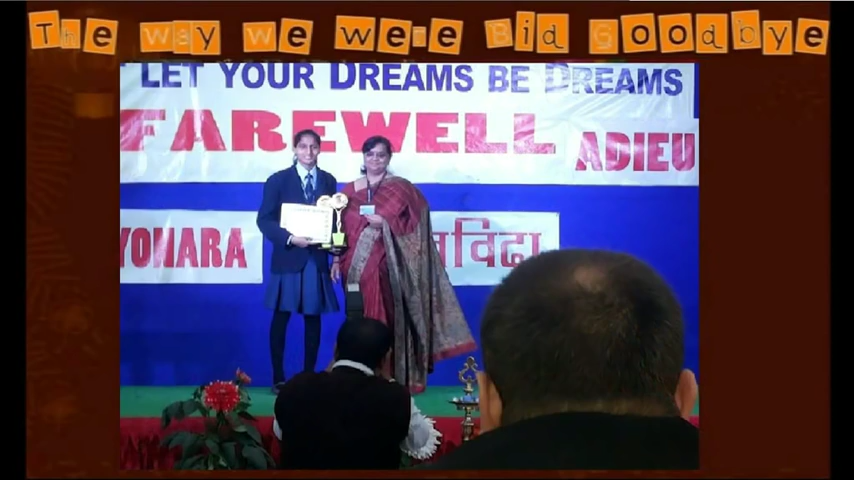 The way we were Bid Goodbye
LET YOUR DREAMS BE DREAMS
FAREWELL ADIEU
YONARA
विदा